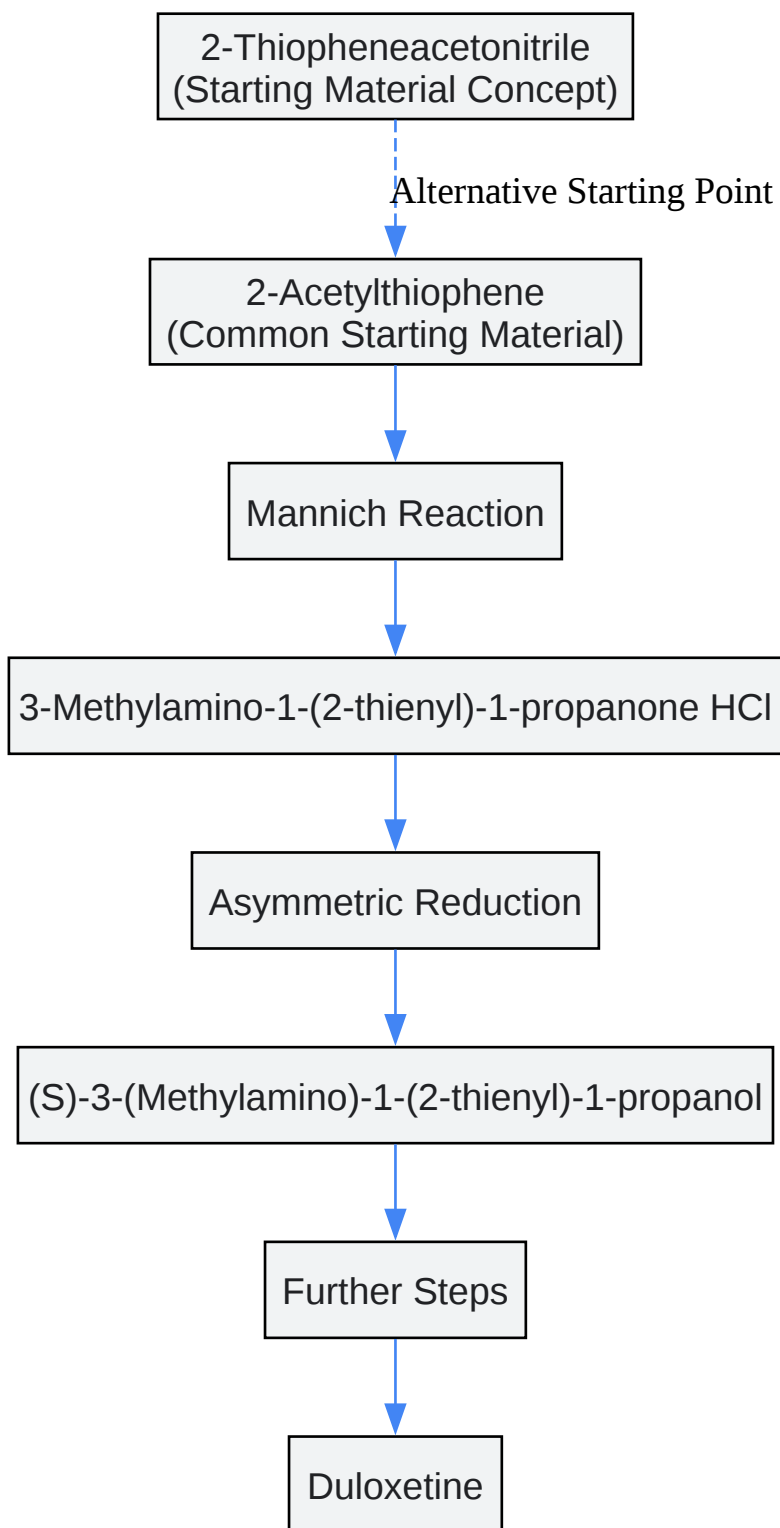 2-Thiopheneacetonitrile
(Starting Material Concept)
Alternative Starting Point
2-Acetylthiophene
(Common Starting Material)
Mannich Reaction
3-Methylamino-1-(2-thienyl)-1-propanone HCl
Asymmetric Reduction
(S)-3-(Methylamino)-1-(2-thienyl)-1-propanol
Further Steps
Duloxetine